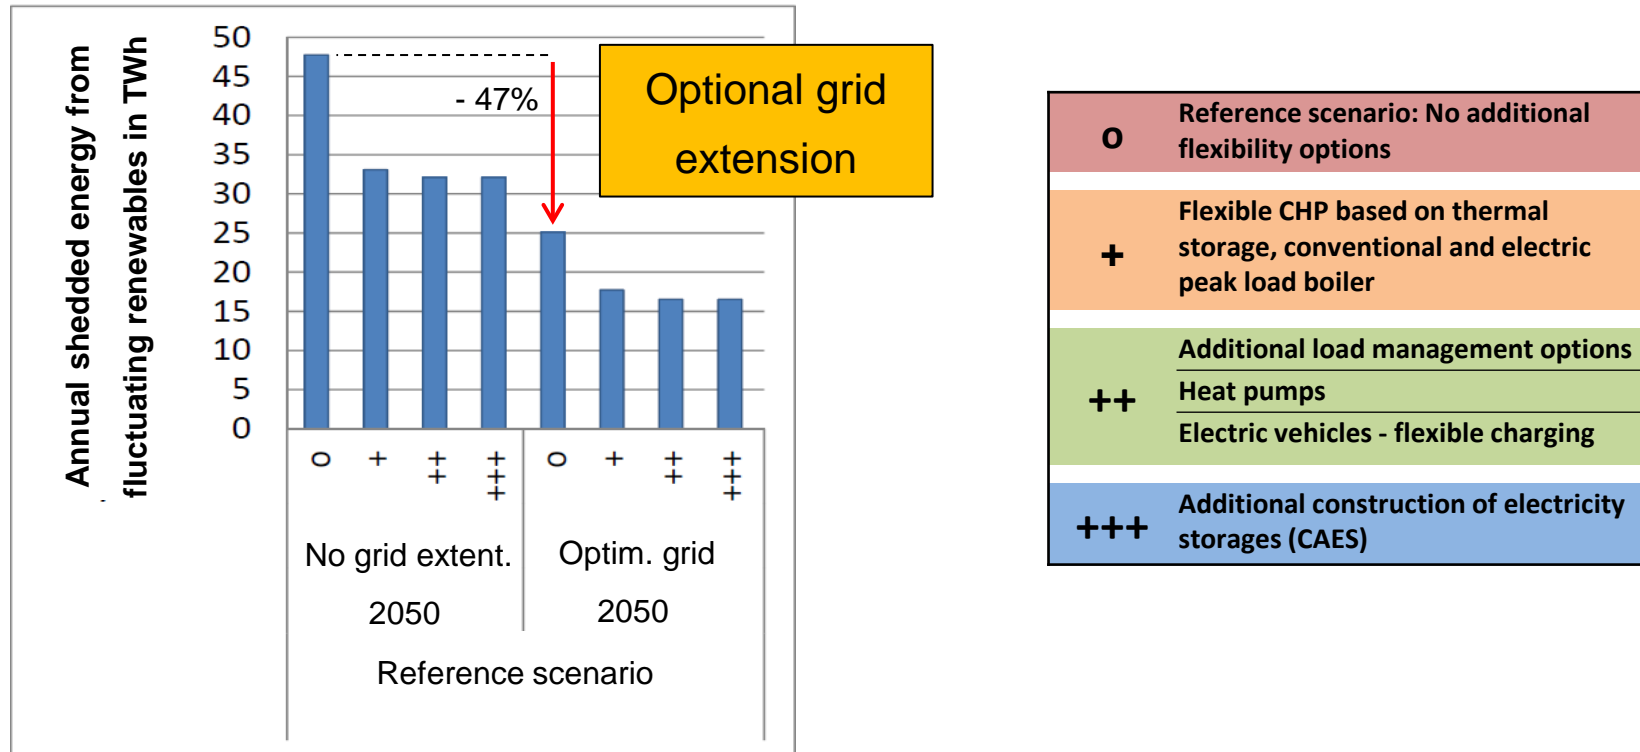 Annual shedded energy from
fluctuating renewables in TWh
50
45
40
35
30
25
20
15
10
5
0
- 47%
Optional grid
extension
o
+
++
+++
o
+
++
+++
No grid extent.
2050
Optim. grid
2050
Reference scenario
o
Reference scenario: No additional
flexibility options
+
Flexible CHP based on thermal
storage, conventional and electric
peak load boiler
++
Additional load management options
Heat pumps
Electric vehicles - flexible charging
+++
Additional construction of electricity
storages (CAES)